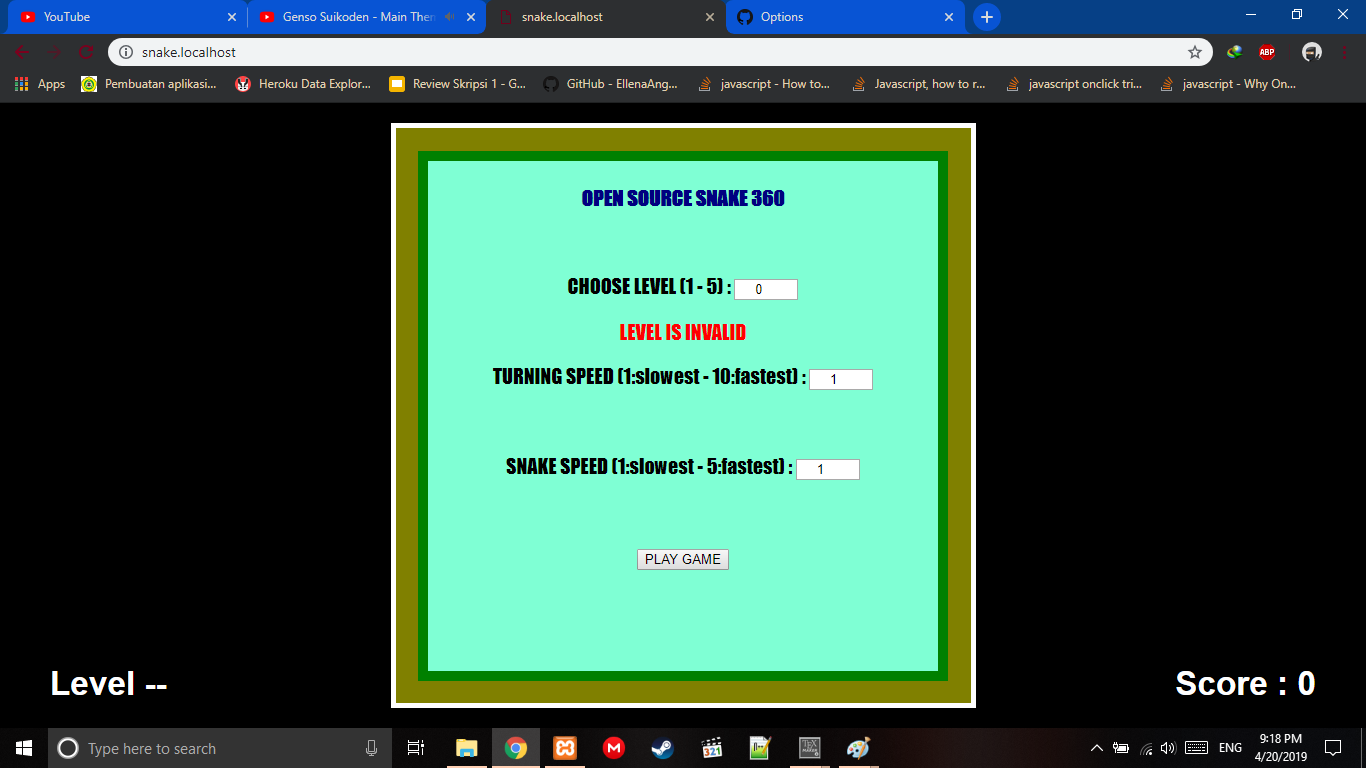 YouTube
Genso Suikoden - Main Then
snake.localhost
Options
snake.localhost
ABP
Apps
Pembuatan aplikasi...
Heroku Data Explor...
Review Skripsi 1 - G...
GitHub - EllenaAng...
javascript - How to...
Javascript, how to r...
javascript onclick tri...
javascript - Why On...
OPEN SOURCE SNAKE 360
CHOOSE LEVEL (1 - 5) : 0
LEVEL IS INVALID
TURNING SPEED (1:slowest - 10:fastest) : 1
SNAKE SPEED (1:slowest - 5:fastest) : 1
PLAY GAME
Level --
Score : 0
Type here to search
321
ENG
9:18 PM
4/20/2019